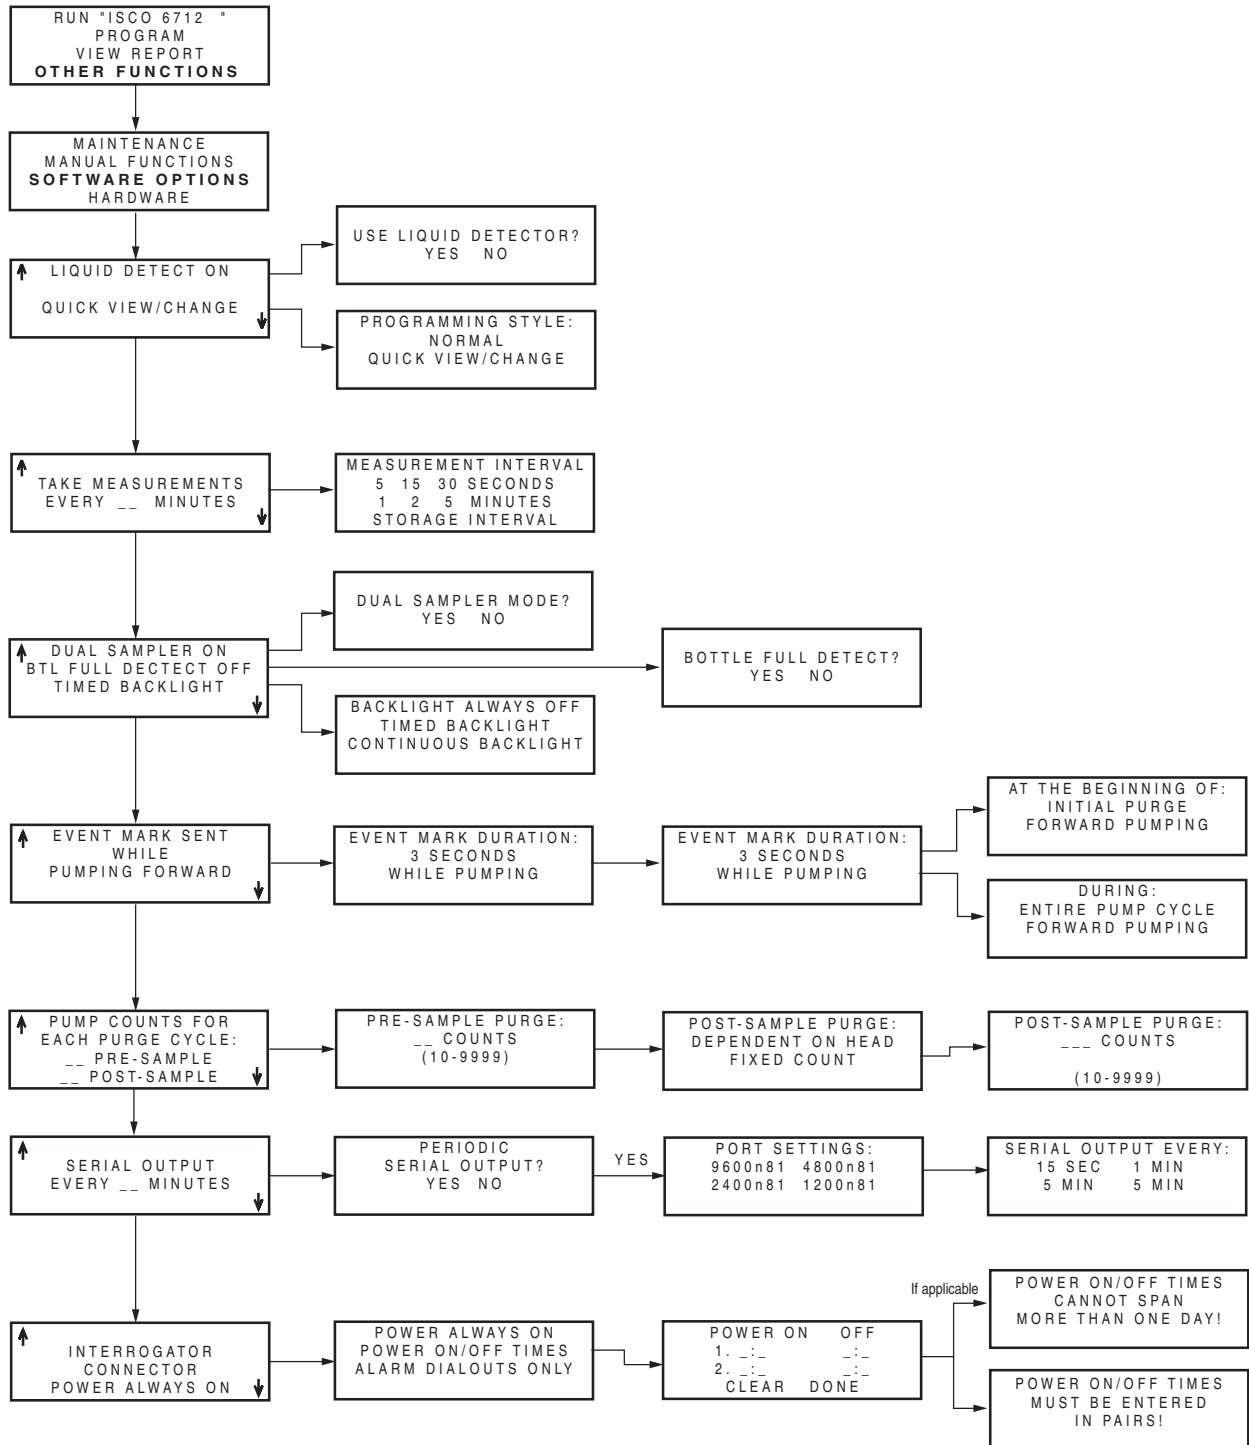 RUN "ISCO 6712 "
PROGRAM
VIEW REPORT
OTHER FUNCTIONS
MAINTENANCE
MANUAL FUNCTIONS
SOFTWARE OPTIONS
HARDWARE
LIQUID DETECT ON
QUICK VIEW/CHANGE
USE LIQUID DETECTOR?
YES NO
PROGRAMMING STYLE:
NORMAL
QUICK VIEW/CHANGE
TAKE MEASUREMENTS
EVERY __ MINUTES
MEASUREMENT INTERVAL
5 15 30 SECONDS
1 2 5 MINUTES
STORAGE INTERVAL
DUAL SAMPLER ON
BTL FULL DECTECT OFF
TIMED BACKLIGHT
DUAL SAMPLER MODE?
YES NO
BOTTLE FULL DETECT?
YES NO
BACKLIGHT ALWAYS OFF
TIMED BACKLIGHT
CONTINUOUS BACKLIGHT
EVENT MARK SENT
WHILE
PUMPING FORWARD
EVENT MARK DURATION:
3 SECONDS
WHILE PUMPING
EVENT MARK DURATION:
3 SECONDS
WHILE PUMPING
AT THE BEGINNING OF:
INITIAL PURGE
FORWARD PUMPING
DURING:
ENTIRE PUMP CYCLE
FORWARD PUMPING
PUMP COUNTS FOR
EACH PURGE CYCLE:
__ PRE-SAMPLE
__ POST-SAMPLE
PRE-SAMPLE PURGE:
__ COUNTS
(10-9999)
POST-SAMPLE PURGE:
DEPENDENT ON HEAD
FIXED COUNT
POST-SAMPLE PURGE:
___ COUNTS
(10-9999)
SERIAL OUTPUT
EVERY __ MINUTES
PERIODIC
SERIAL OUTPUT?
YES NO
YES
PORT SETTINGS:
9600n81 4800n81
2400n81 1200n81
SERIAL OUTPUT EVERY:
15 SEC 1 MIN
5 MIN 5 MIN
INTERROGATOR
CONNECTOR
POWER ALWAYS ON
POWER ALWAYS ON
POWER ON/OFF TIMES
ALARM DIALOUTS ONLY
POWER ON OFF
1. _:_ _:_
2. _:_ _:_
CLEAR DONE
If applicable
POWER ON/OFF TIMES
CANNOT SPAN
MORE THAN ONE DAY!
POWER ON/OFF TIMES
MUST BE ENTERED
IN PAIRS!